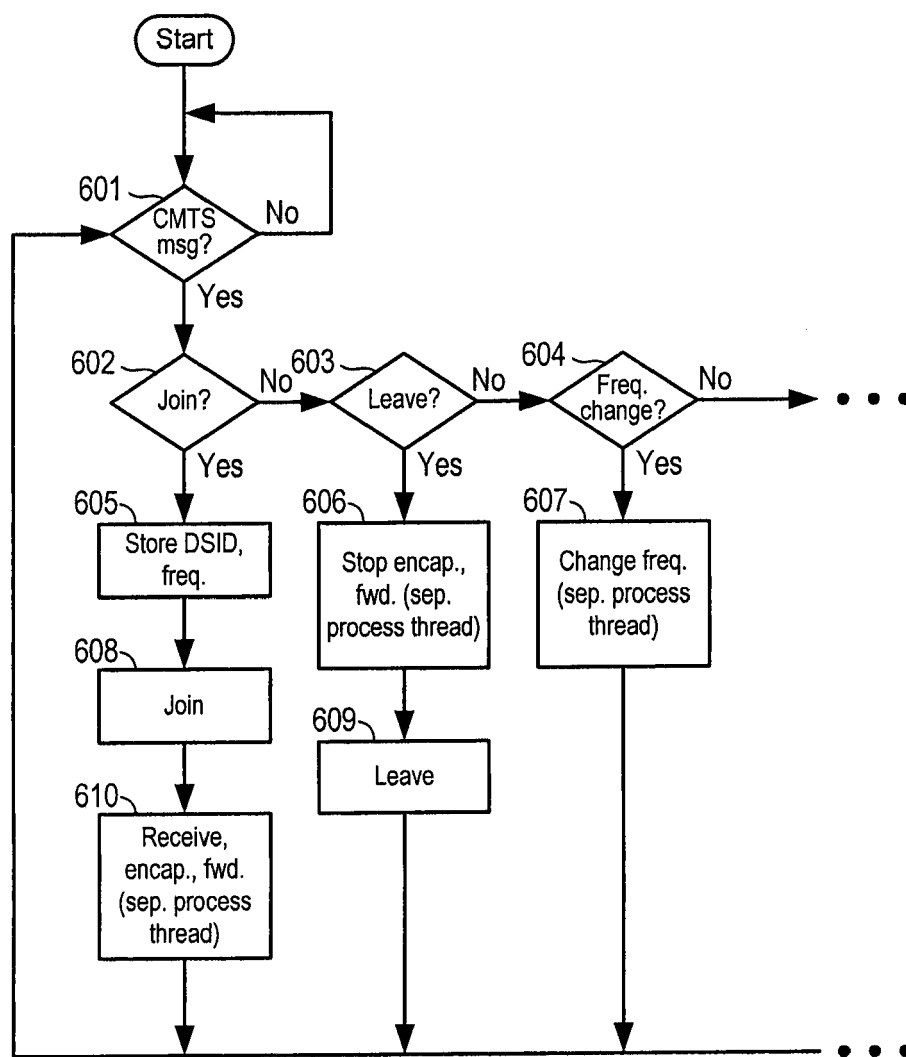 Start
601
CMTS
msg?
No
Yes
602
Join?
No
603
Leave?
No
604
Freq.
change?
No
• • •
Yes
Yes
Yes
605
Store DSID,
freq.
606
Stop encap.,
fwd. (sep.
process thread)
607
Change freq.
(sep. process
thread)
608
Join
609
Leave
610
Receive,
encap., fwd.
(sep. process
thread)
• • •